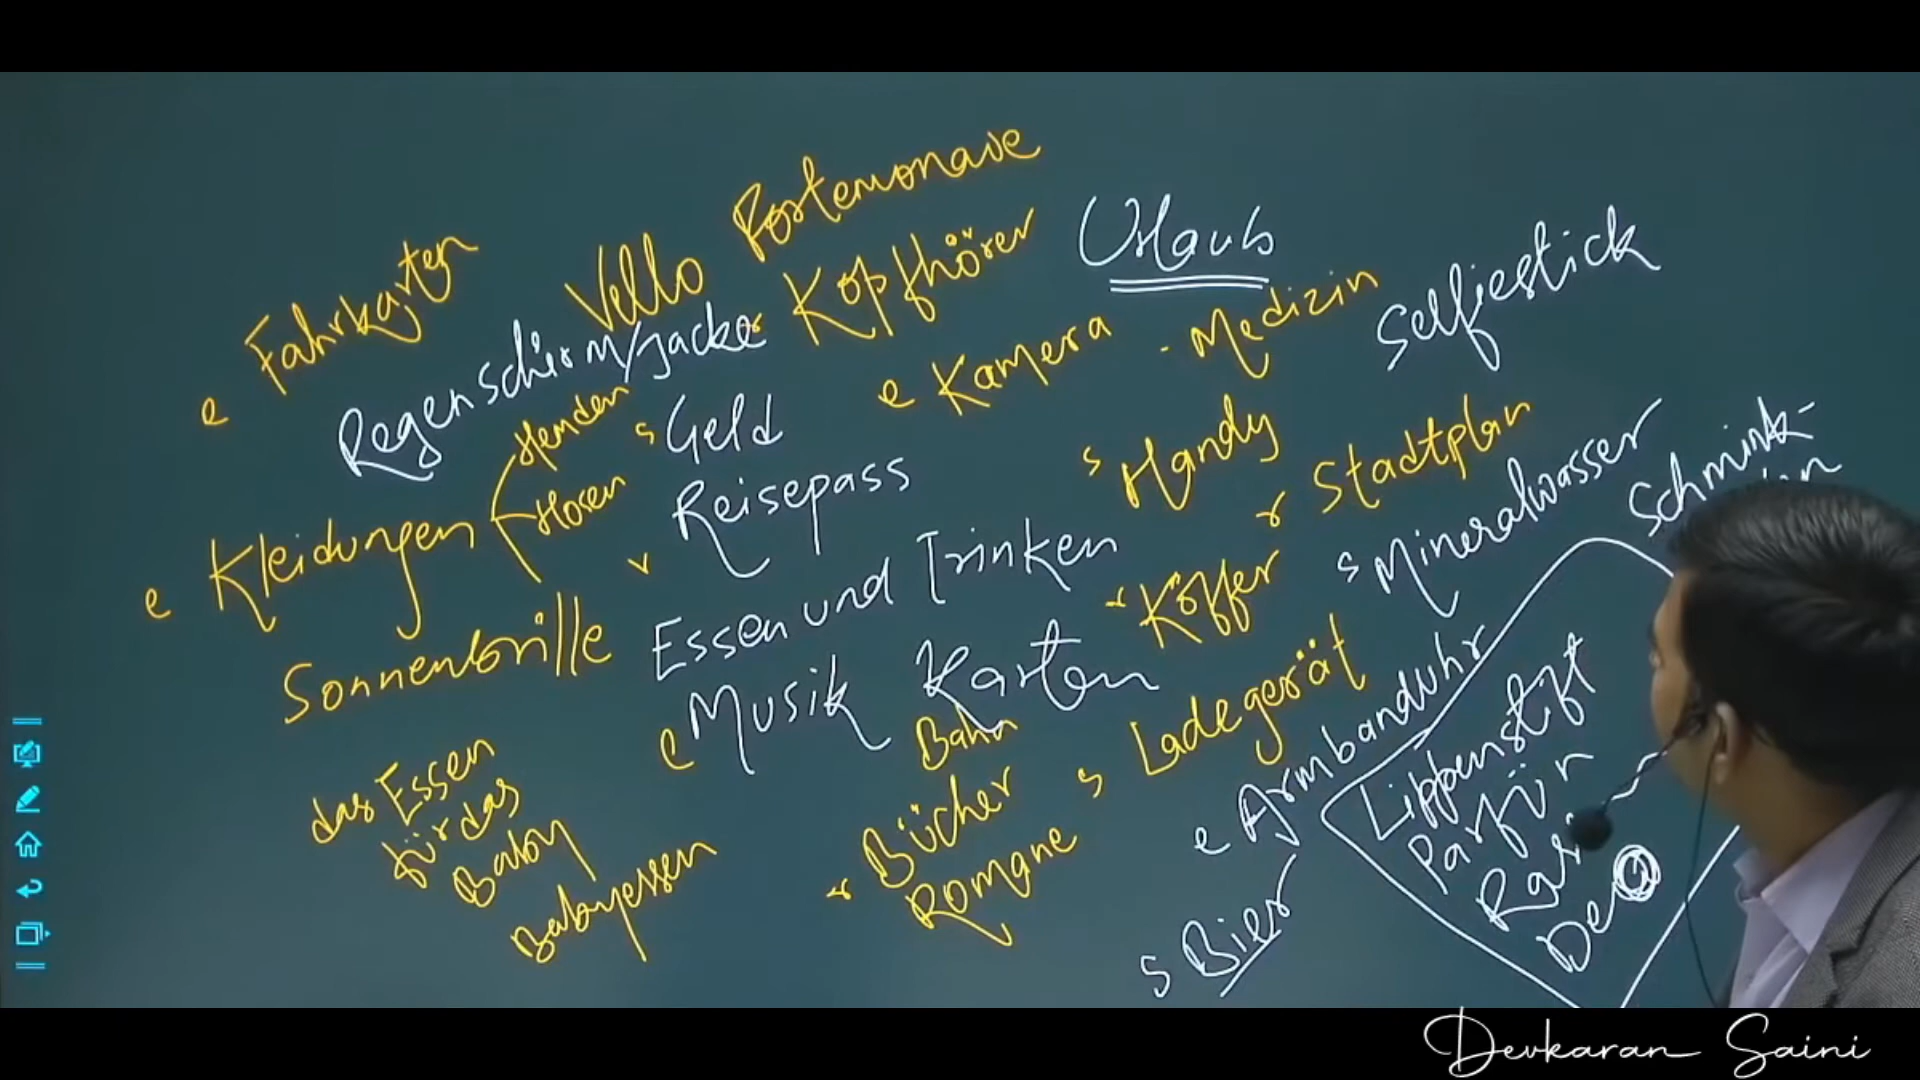 Portemonaie
Urlaub
Fahrkarten
Vello
Kopfhörer
Selfiestick
Regenschirm/Jacke
r
e Kamera
Medizin
e
Hemden
s Geld
s Handy
r Stadtplan
Schmink-
e Kleidungen
Hosen
r Reisepass
s Mineralwasser
Sonnenbrille
Essen und Trinken
r Koffer
e Musik Karten
Bahn
s Ladegerät
e Armbanduhr
Lippenstift
Parfüm
das Essen
für das
Baby
Babyessen
r Bücher
Romane
s Bier
Devkaran Saini